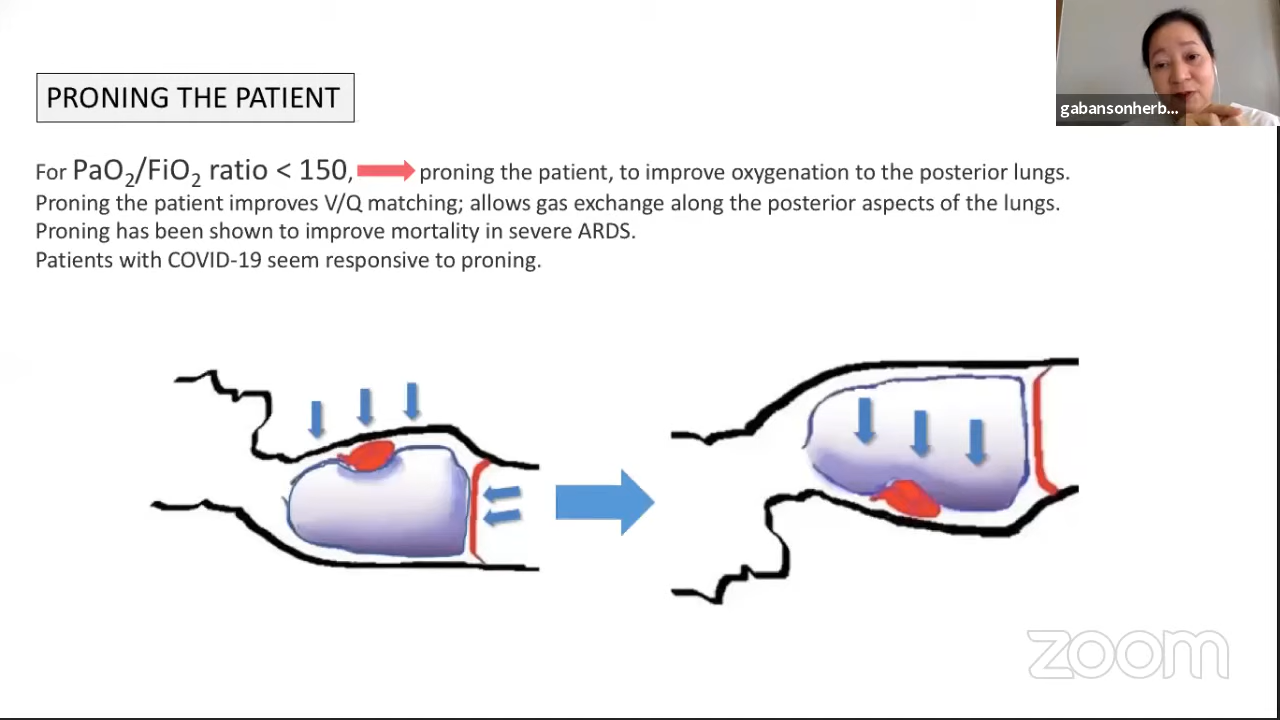 PRONING THE PATIENT
gabansonherb...
For PaO₂/FiO₂ ratio < 150, proning the patient, to improve oxygenation to the posterior lungs.
Proning the patient improves V/Q matching; allows gas exchange along the posterior aspects of the lungs.
Proning has been shown to improve mortality in severe ARDS.
Patients with COVID-19 seem responsive to proning.
zoom